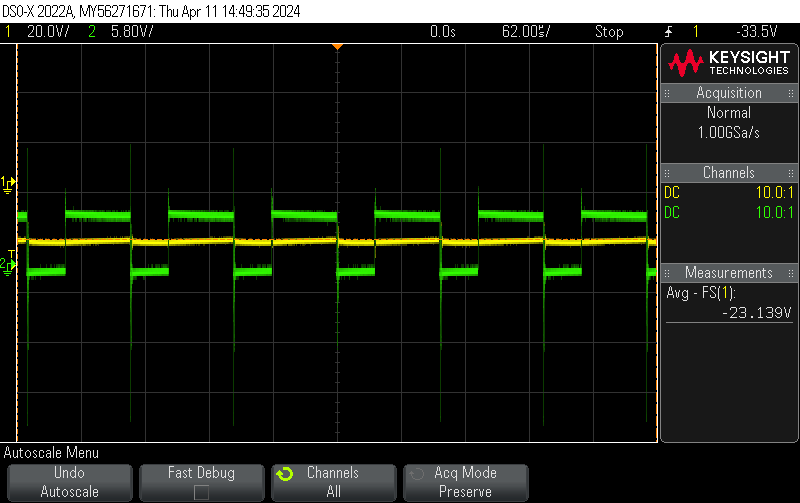 DSO-X 2022A, MY56271671: Thu Apr 11 14:49:35 2024
1 20.0V/ 2 5.80V/ 0.0s 62.00us/ Stop 1 -33.5V
KEYSIGHT
TECHNOLOGIES
Acquisition
Normal
1.00GSa/s
Channels
DC 10.0:1
DC 10.0:1
Measurements
Avg - FS(1):
-23.139V
1
T
2
Autoscale Menu
Undo
Autoscale
Fast Debug
Channels
All
Acq Mode
Preserve